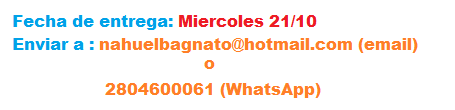 Fecha de entrega: Miercoles 21/10
Enviar a : nahuelbagnato@hotmail.com (email)
o
2804600061 (WhatsApp)